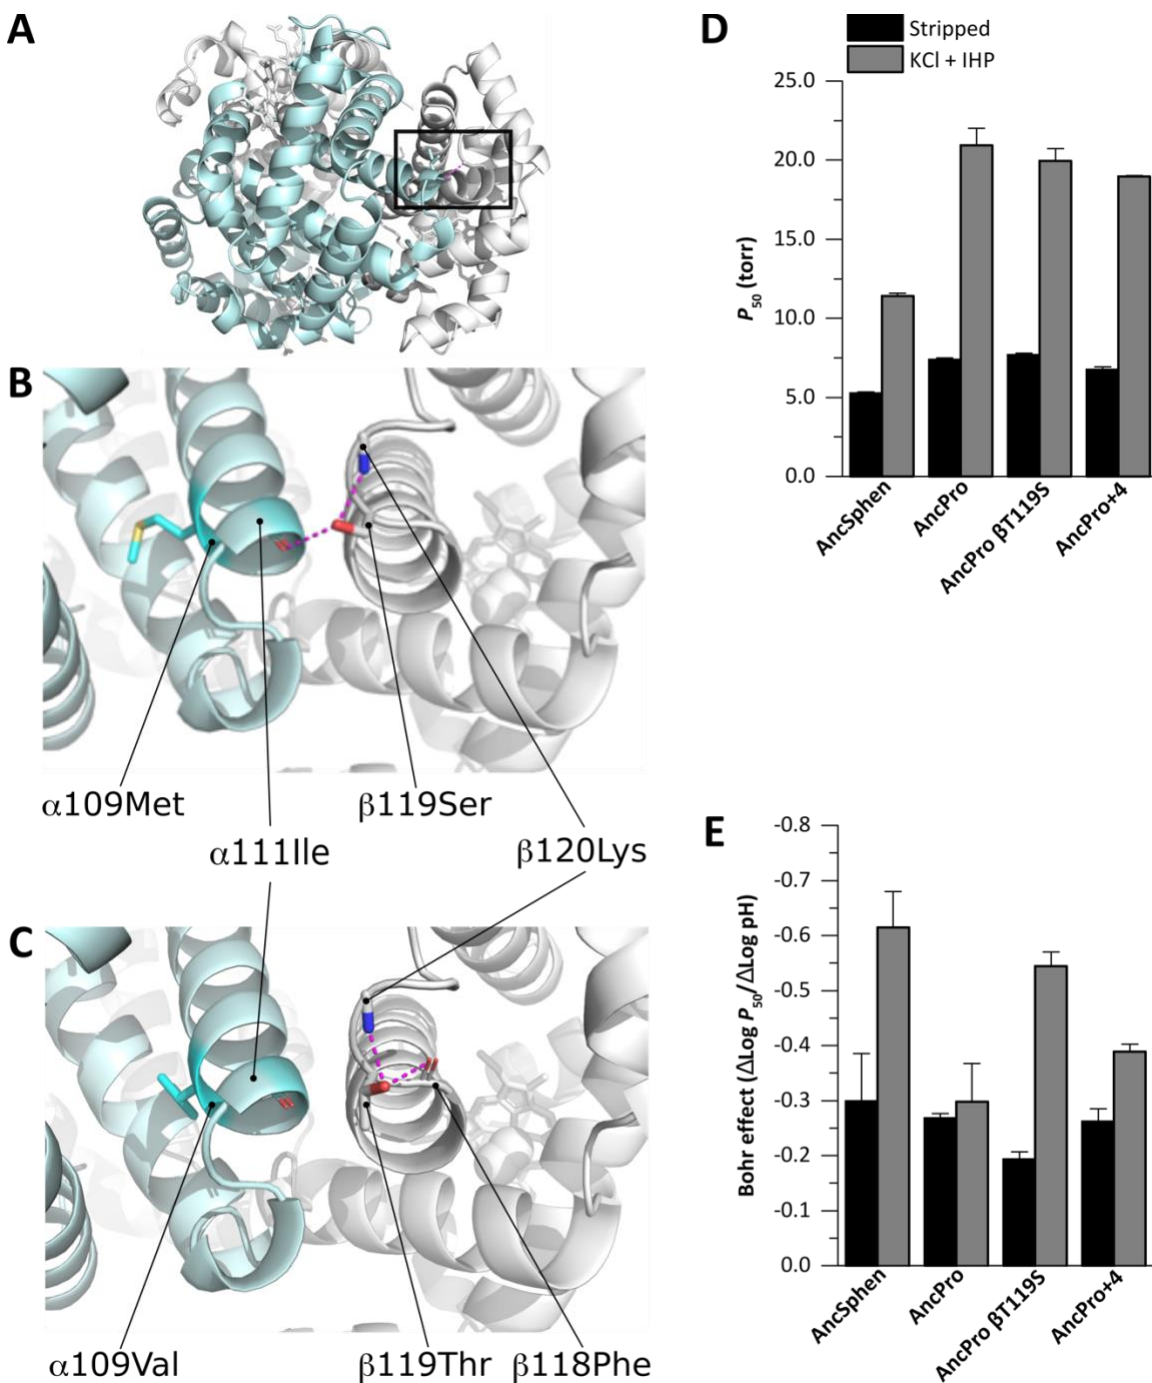 A
B
α109Met
β119Ser
α111Ile
β120Lys
C
α109Val
β119Thr
β118Phe
D
Stripped
KCl + IHP
25.0
20.0
15.0
10.0
5.0
0.0
P50 (torr)
AncSphen
AncPro
AncPro βT119S
AncPro+4
E
-0.8
-0.7
-0.6
-0.5
-0.4
-0.3
-0.2
-0.1
0.0
Bohr effect (ΔLog P50/ΔLog pH)
AncSphen
AncPro
AncPro βT119S
AncPro+4